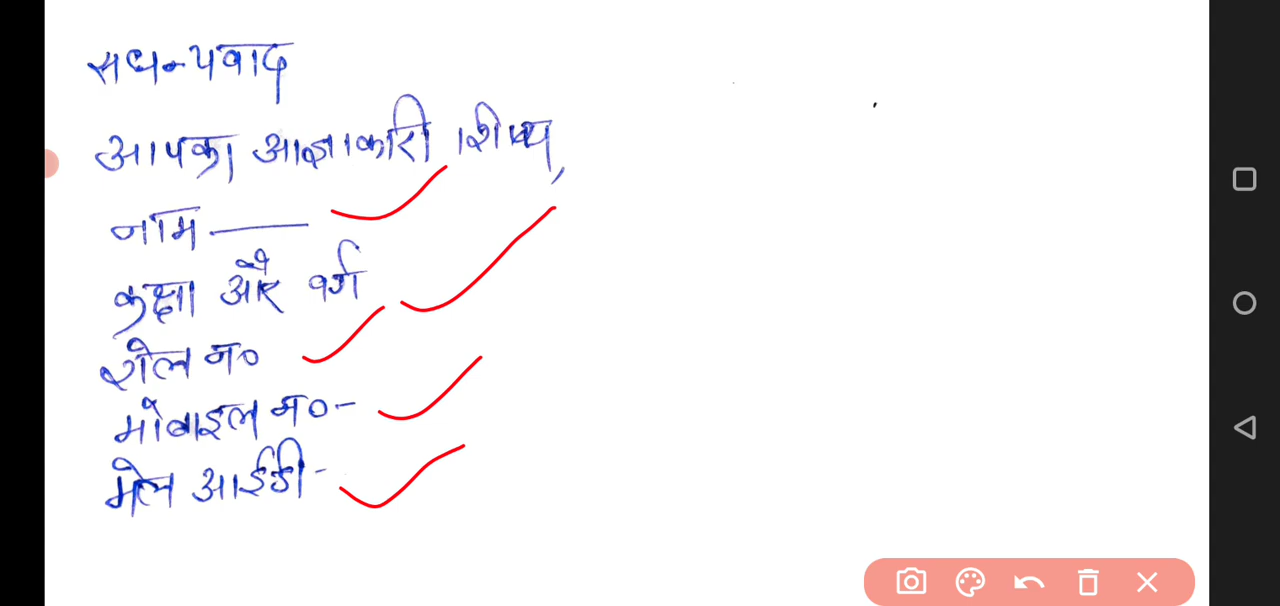 सधन्यवाद
आपका आज्ञाकारी शिष्य,
नाम ——
कक्षा और वर्ग
रोल न०
मोबाइल न० -
मेल आईडी -